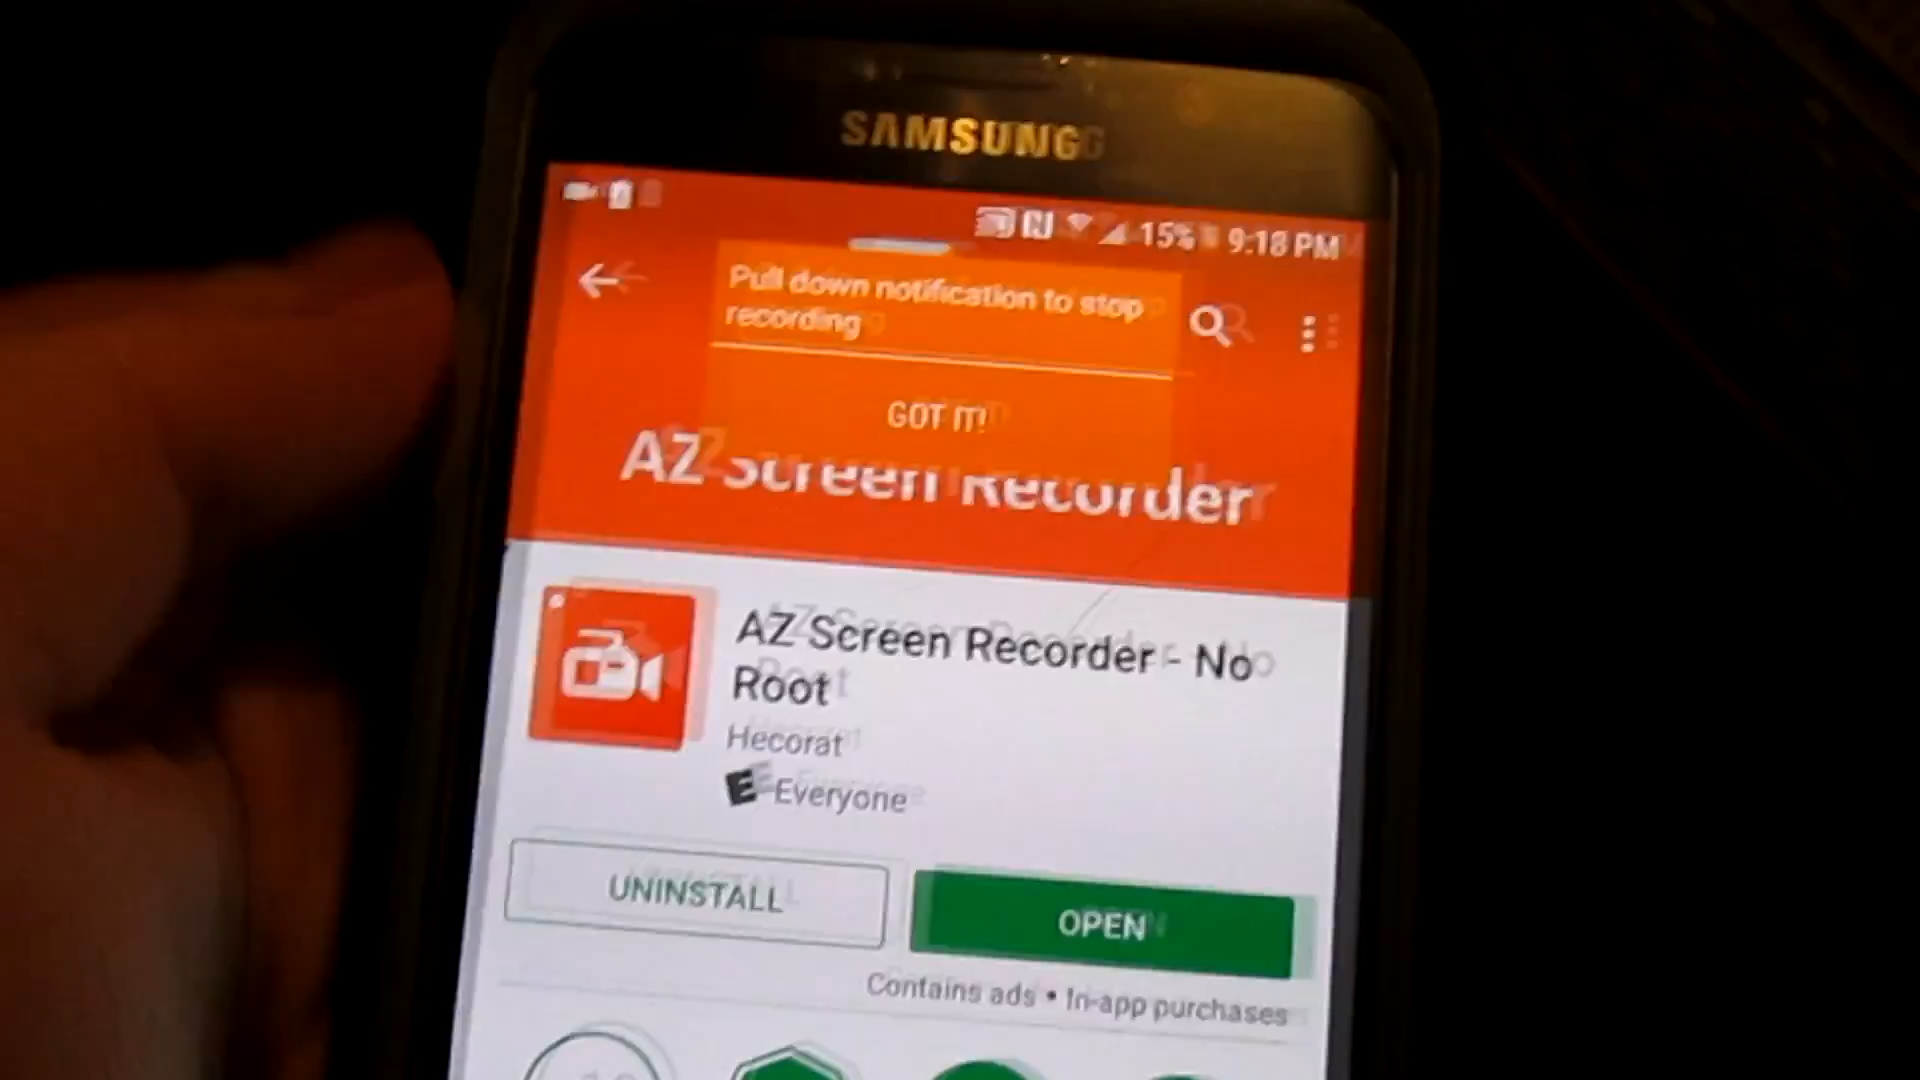 SAMSUNG
15% 9:18 PM
Pull down notification to stop
recording
GOT IT!
AZ Screen Recorder
AZ Screen Recorder - No
Root
Hecorat
E Everyone
UNINSTALL
OPEN
Contains ads • In-app purchases